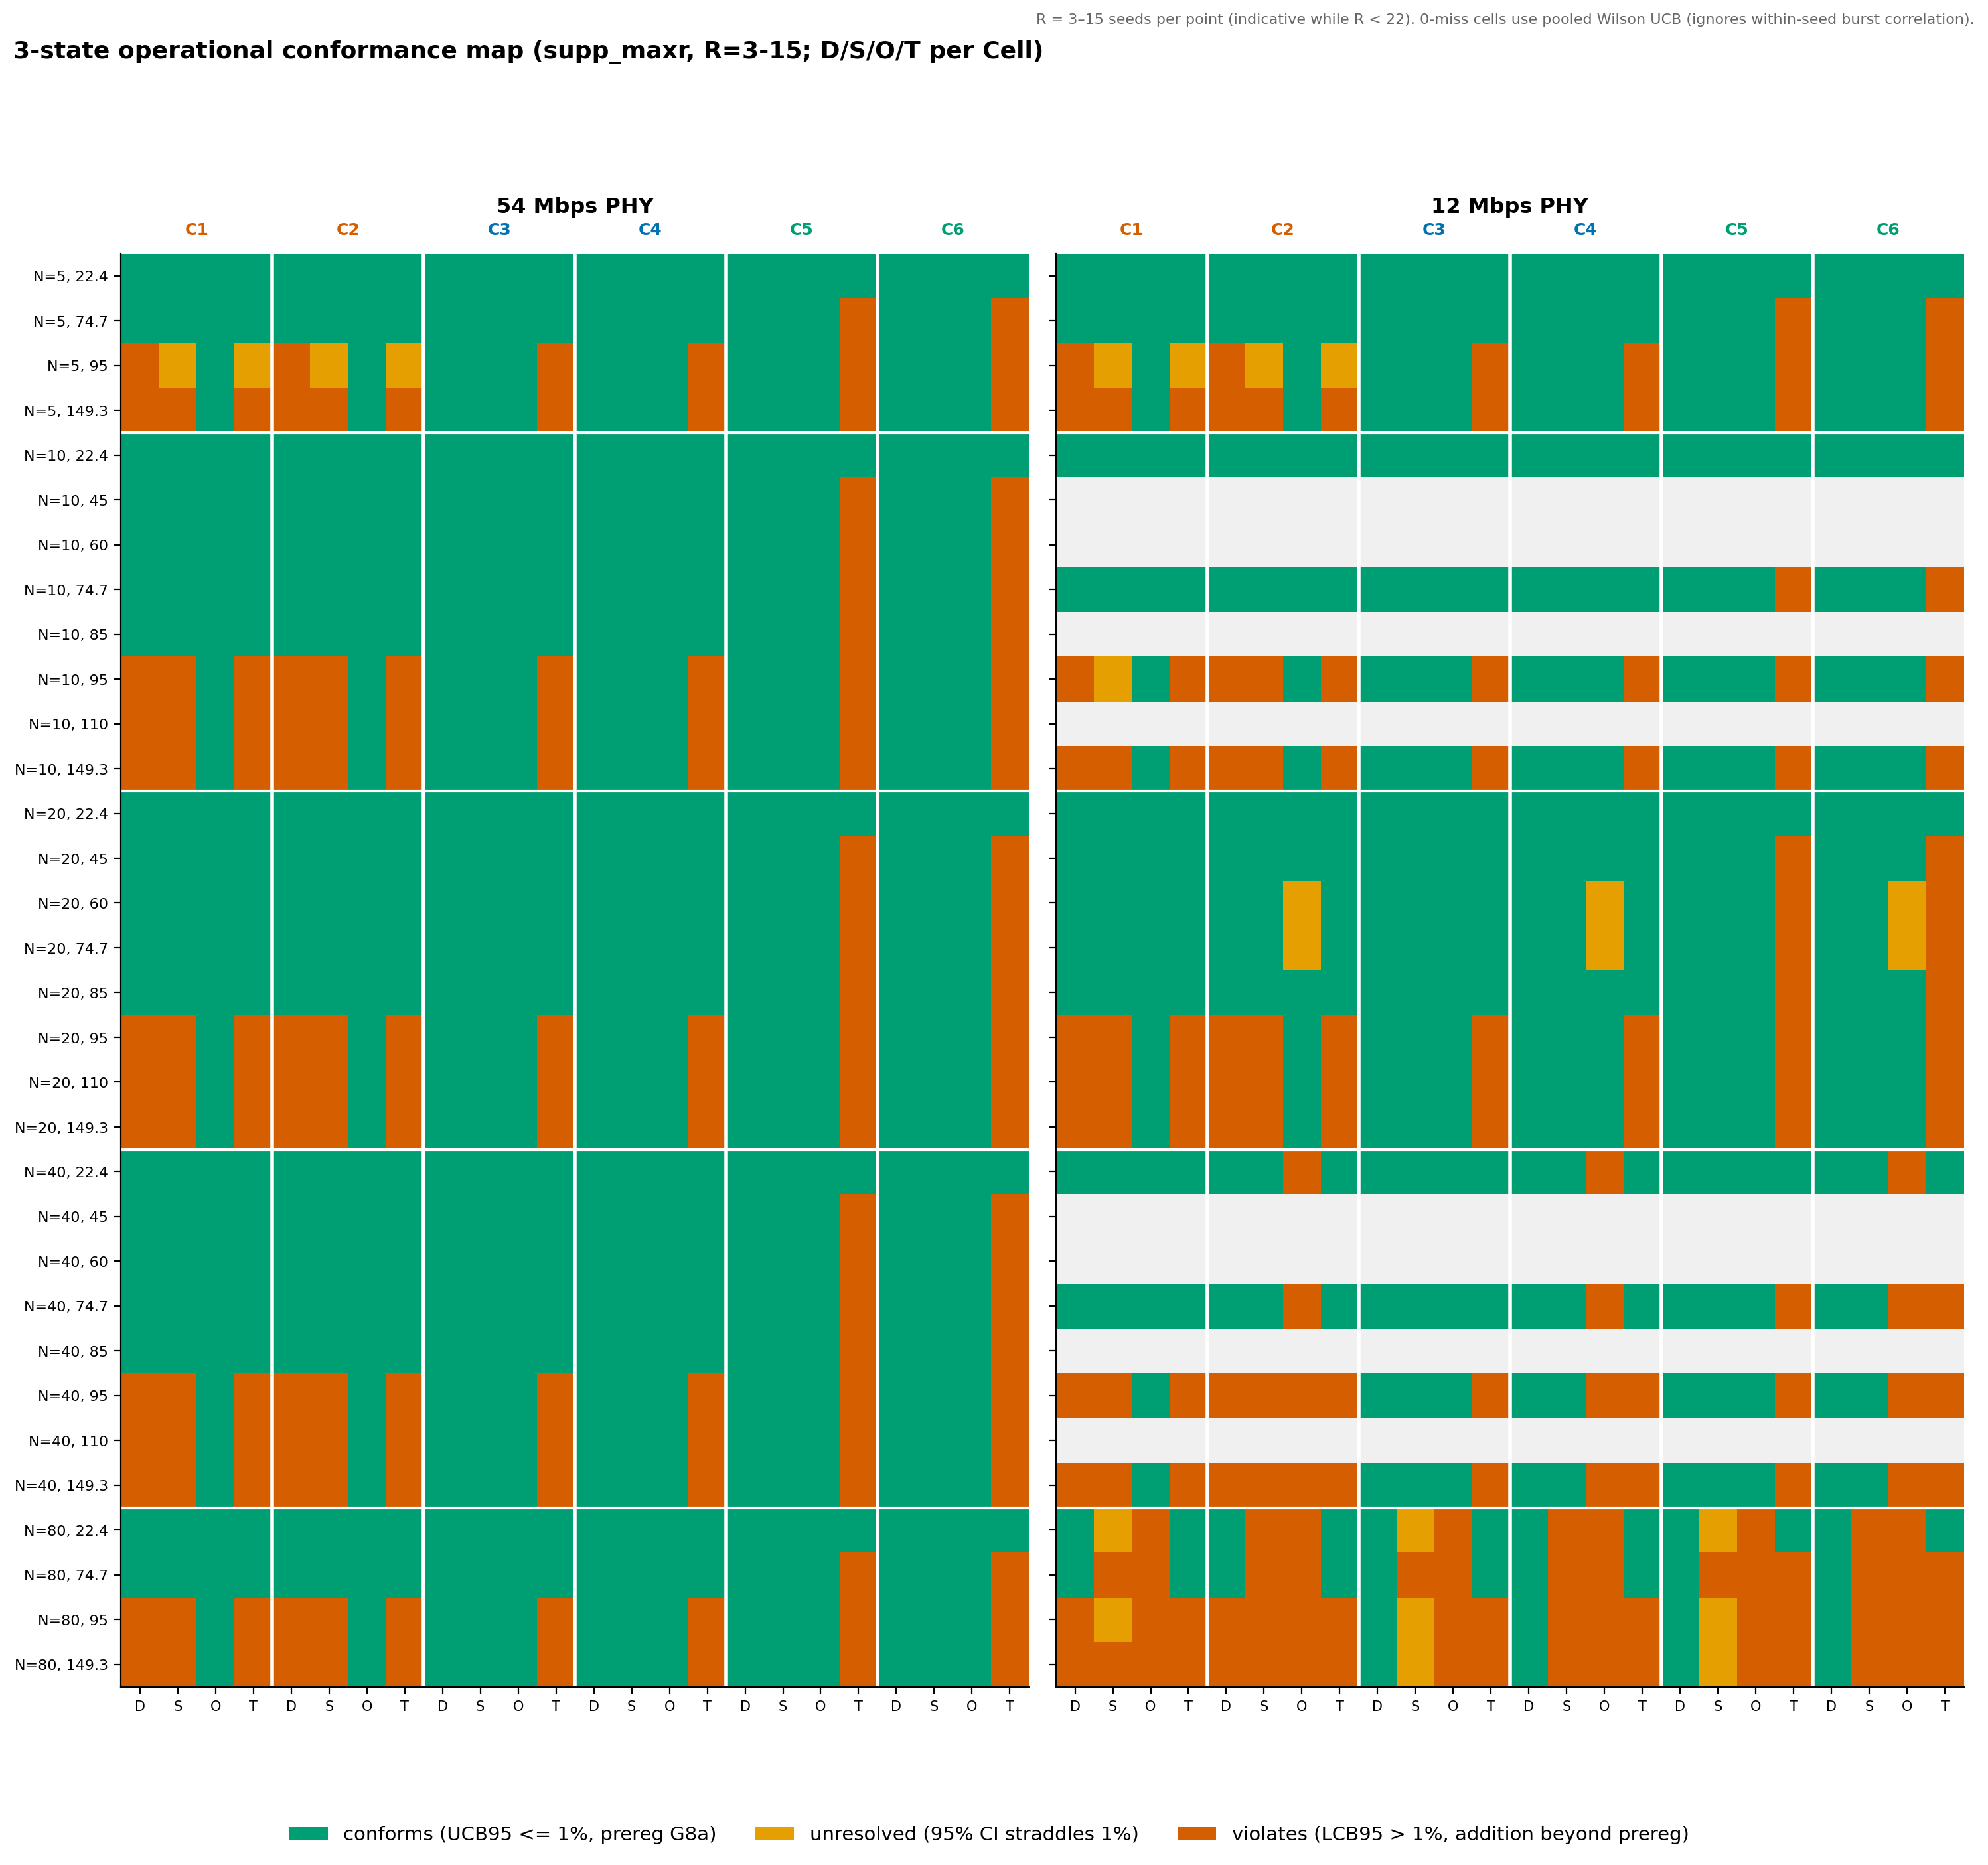 R = 3–15 seeds per point (indicative while R < 22). 0-miss cells use pooled Wilson UCB (ignores within-seed burst correlation).
3-state operational conformance map (supp_maxr, R=3-15; D/S/O/T per Cell)
54 Mbps PHY
C1 C2 C3 C4 C5 C6
12 Mbps PHY
C1 C2 C3 C4 C5 C6
N=5, 22.4
N=5, 74.7
N=5, 95
N=5, 149.3
N=10, 22.4
N=10, 45
N=10, 60
N=10, 74.7
N=10, 85
N=10, 95
N=10, 110
N=10, 149.3
N=20, 22.4
N=20, 45
N=20, 60
N=20, 74.7
N=20, 85
N=20, 95
N=20, 110
N=20, 149.3
N=40, 22.4
N=40, 45
N=40, 60
N=40, 74.7
N=40, 85
N=40, 95
N=40, 110
N=40, 149.3
N=80, 22.4
N=80, 74.7
N=80, 95
N=80, 149.3
D S O T D S O T D S O T D S O T D S O T D S O T
D S O T D S O T D S O T D S O T D S O T D S O T
conforms (UCB95 <= 1%, prereg G8a)
unresolved (95% CI straddles 1%)
violates (LCB95 > 1%, addition beyond prereg)